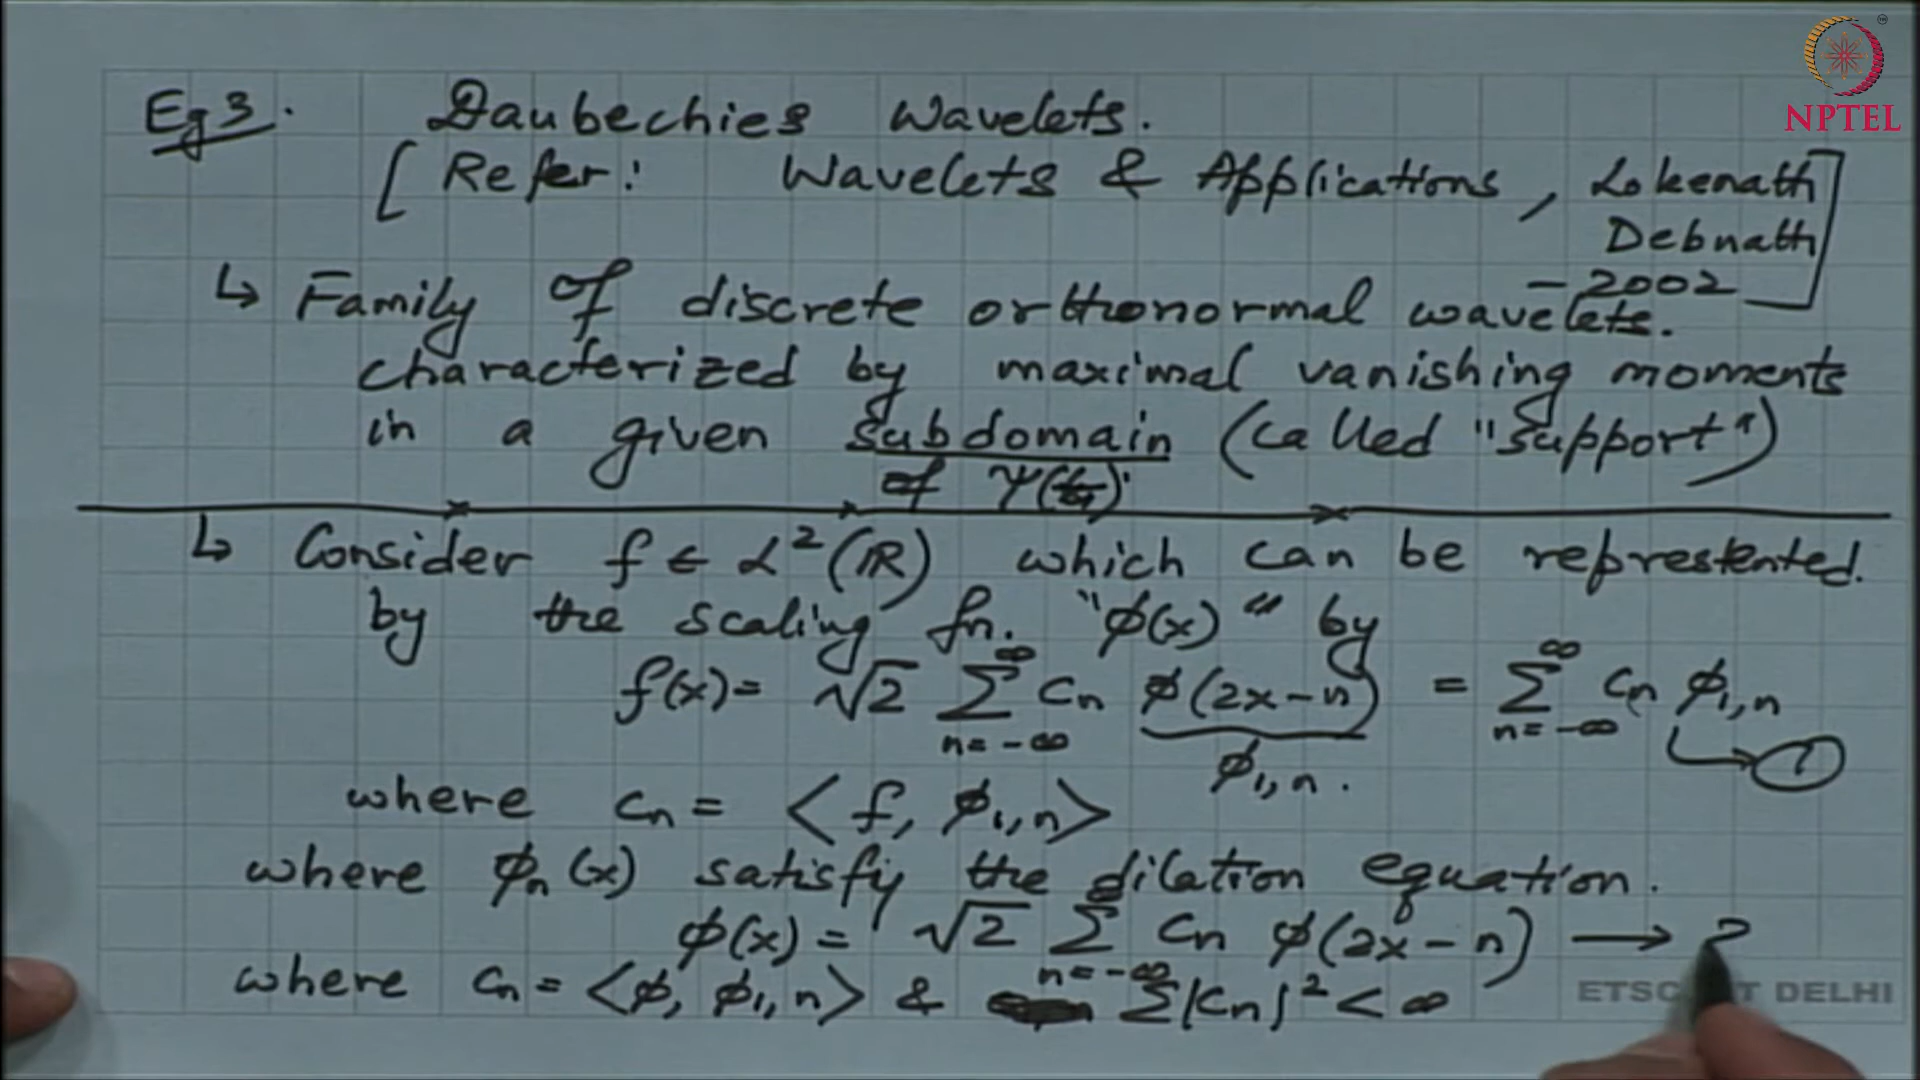 NPTEL
Eg 3. Daubechies Wavelets.
[Refer: Wavelets & Applications, Lokenath
Debnath
- 2002]
↳ Family of discrete orthonormal wavelets.
characterized by maximal vanishing moments
in a given subdomain (called "support")
of ψ(t).
↳ Consider f ∈ L²(ℝ) which can be represented.
by the scaling fn. "ϕ(x)" by
f(x) = √2 ∑_{n=-∞}^{∞} cₙ ϕ(2x-n) = ∑_{n=-∞}^{∞} cₙ ϕ₁,ₙ → ①
ϕ₁,ₙ.
where cₙ = <f, ϕ₁,ₙ>
where ϕₙ(x) satisfy the dilation equation.
ϕ(x) = √2 ∑_{n=-∞} cₙ ϕ(2x-n) → 2
where cₙ = <ϕ, ϕ₁,ₙ> & ∑|cₙ|² < ∞
DELHI